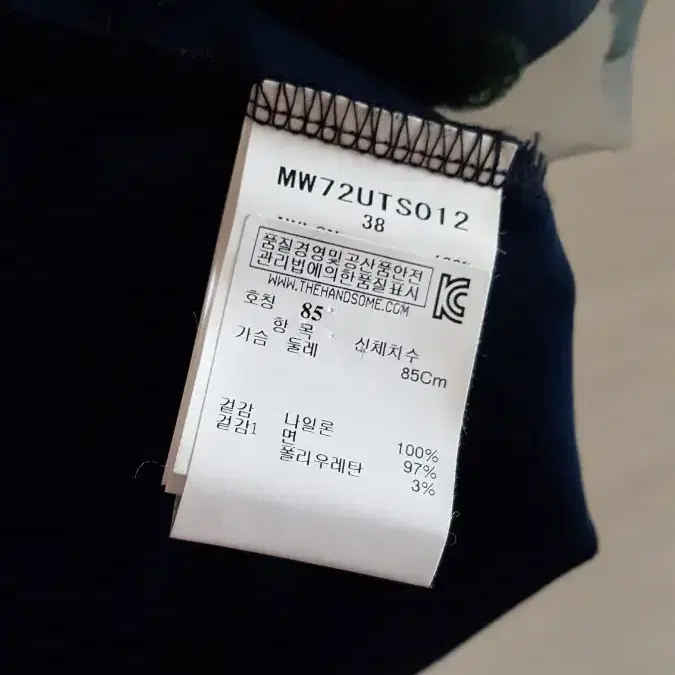 MW72UTS012
38
품질경영및공산품안전
관리법에의한품질표시
WWW.THEHANDSOME.COM
호칭 85
항 목 신체치수
가슴 둘레 85Cm
겉감 나일론 100%
겉감1 면 97%
폴리우레탄 3%